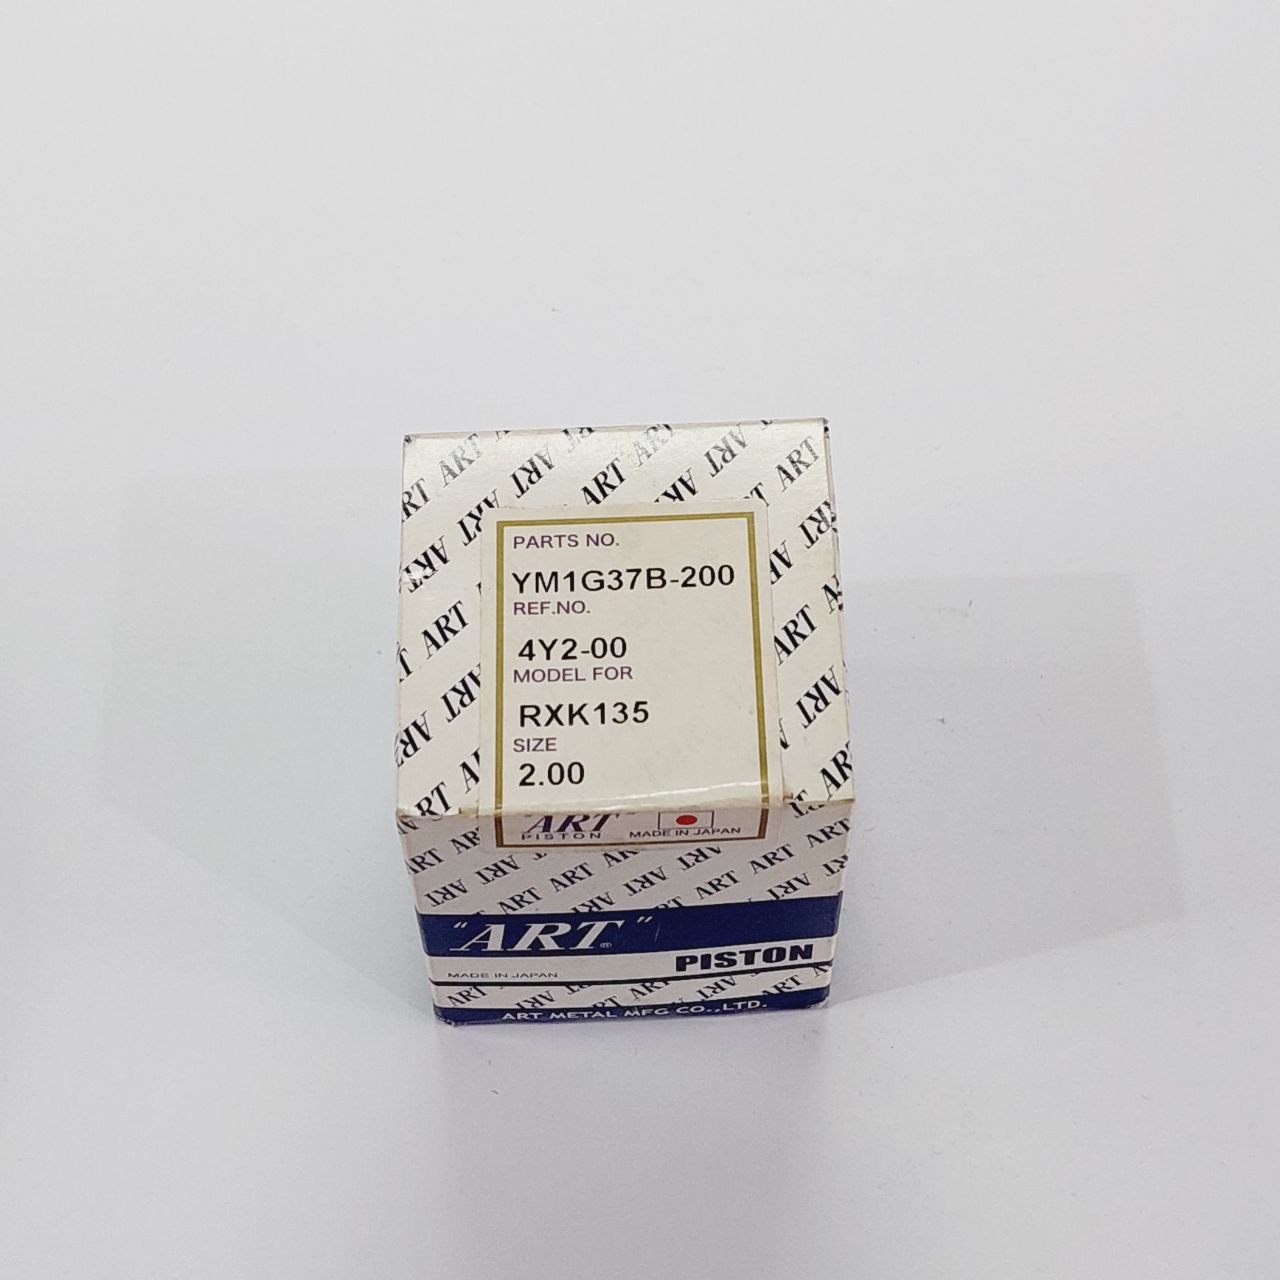 PARTS NO.
YM1G37B-200
REF.NO.
4Y2-00
MODEL FOR
RXK135
SIZE
2.00
"ART"
PISTON
MADE IN JAPAN
"ART"®
PISTON
MADE IN JAPAN
ART METAL MFG CO.,LTD.